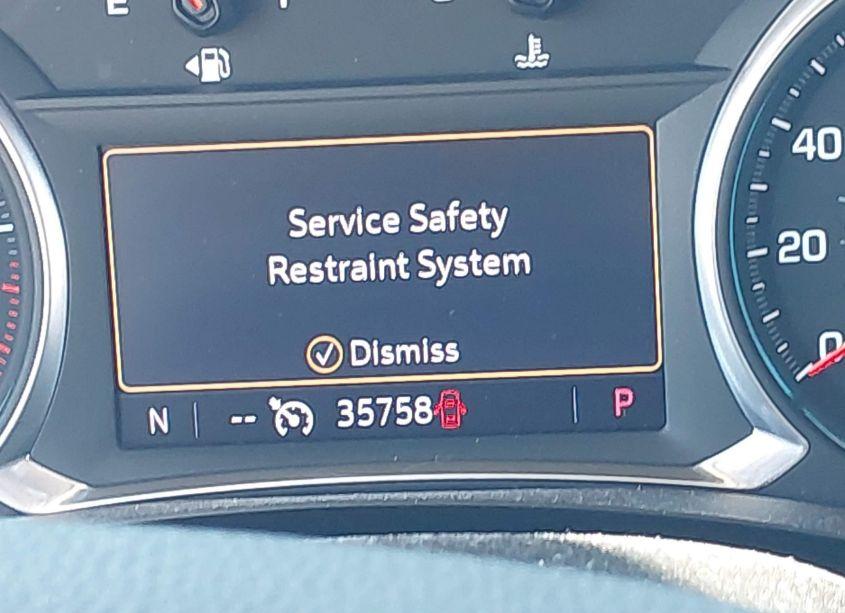 E
40
20
0
Service Safety
Restraint System
Dismiss
N -- 35758 P